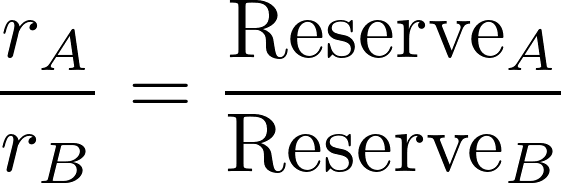 r_A / r_B = Reserve_A / Reserve_B